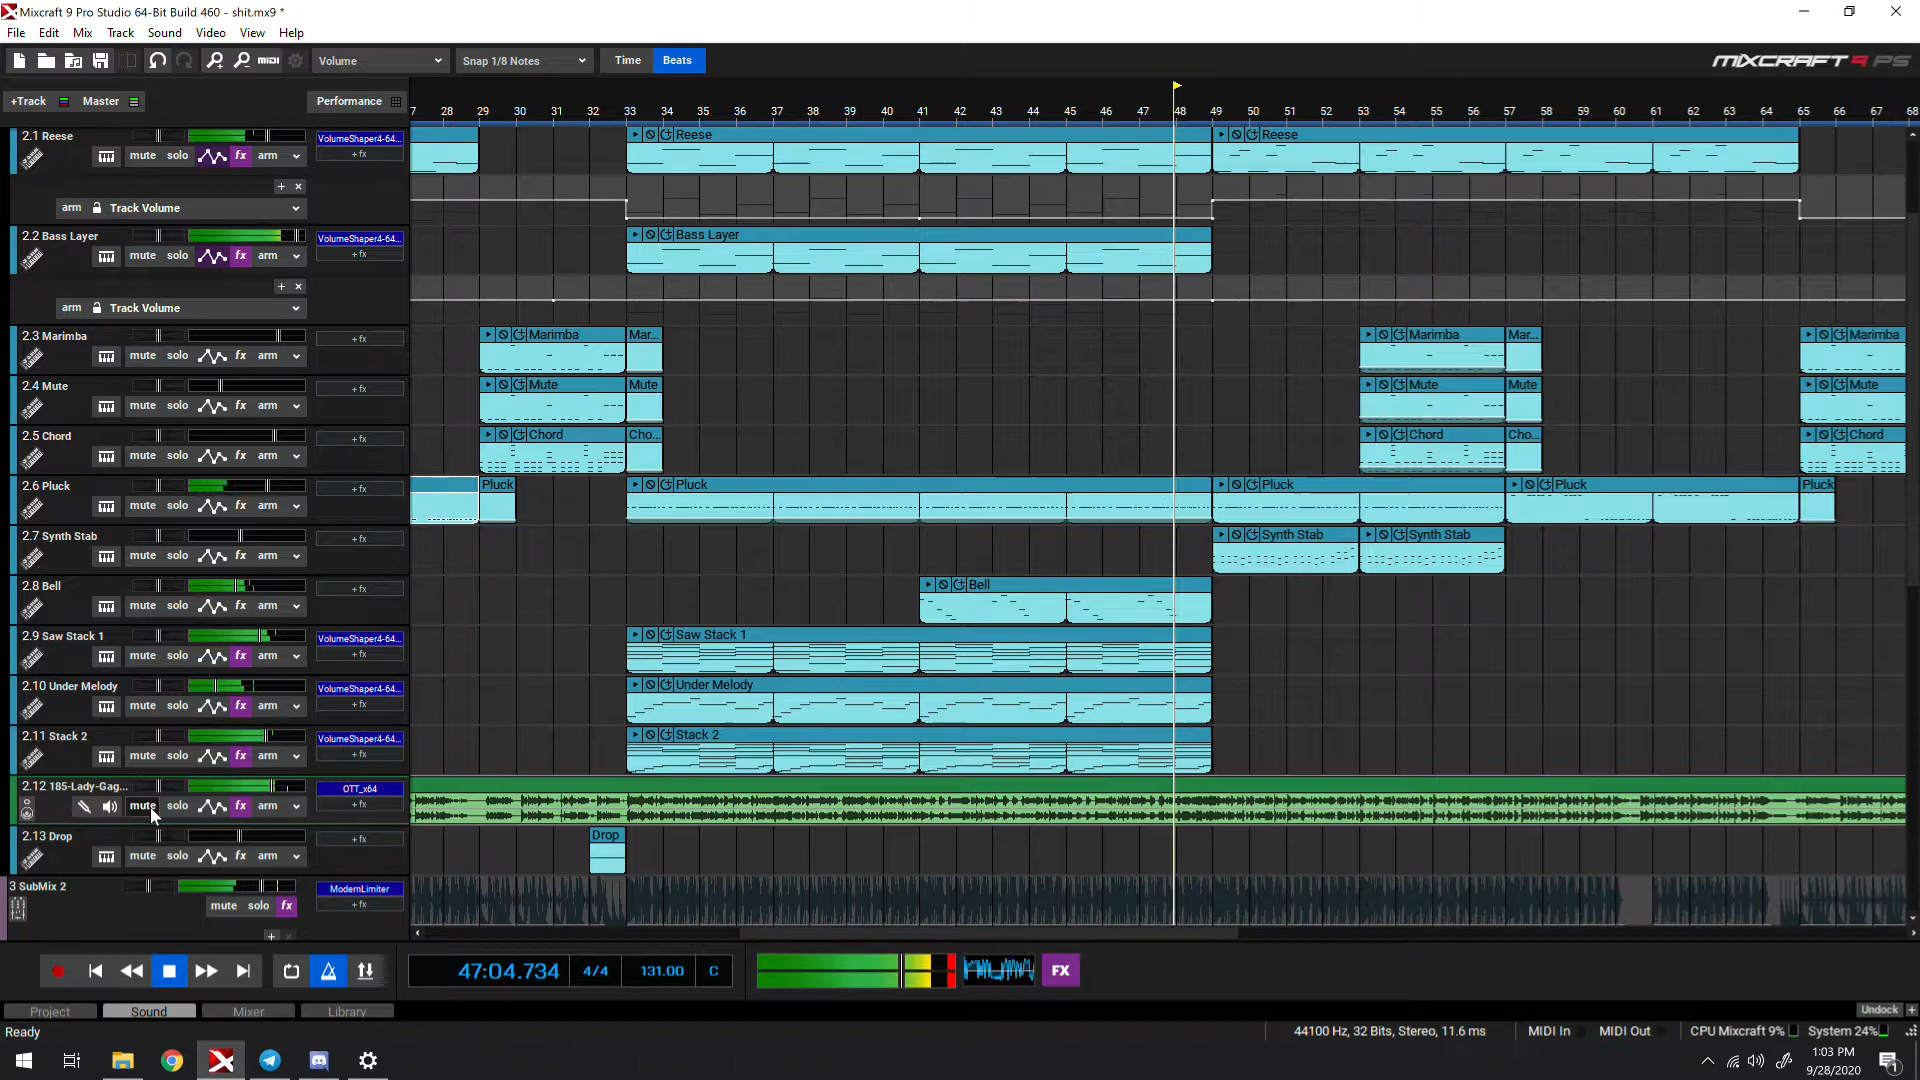 Mixcraft 9 Pro Studio 64-Bit Build 460 - shit.mx9 *
File Edit Mix Track Sound Video View Help
MIDI Volume Snap 1/8 Notes Time Beats MIXCRAFT 9 PS
+Track Master Performance
7 28 29 30 31 32 33 34 35 36 37 38 39 40 41 42 43 44 45 46 47 48 49 50 51 52 53 54 55 56 57 58 59 60 61 62 63 64 65 66 67 68
2.1 Reese VolumeShaper4-64... Reese Reese
mute solo fx arm + fx
arm Track Volume
2.2 Bass Layer VolumeShaper4-64... Bass Layer
mute solo fx arm + fx
arm Track Volume
2.3 Marimba + fx Marimba Mar... Marimba Mar... Marimba
mute solo fx arm
2.4 Mute + fx Mute Mute Mute Mute Mute
mute solo fx arm
2.5 Chord + fx Chord Cho... Chord Cho... Chord
mute solo fx arm
2.6 Pluck + fx Pluck Pluck Pluck Pluck Pluck
mute solo fx arm
2.7 Synth Stab + fx Synth Stab Synth Stab
mute solo fx arm
2.8 Bell + fx Bell
mute solo fx arm
2.9 Saw Stack 1 VolumeShaper4-64... Saw Stack 1
mute solo fx arm + fx
2.10 Under Melody VolumeShaper4-64... Under Melody
mute solo fx arm + fx
2.11 Stack 2 VolumeShaper4-64... Stack 2
mute solo fx arm + fx
2.12 185-Lady-Gag... OTT_x64
mute solo fx arm + fx
2.13 Drop + fx Drop
mute solo fx arm
3 SubMix 2 ModernLimiter
mute solo fx + fx
47:04.734 4/4 131.00 C FX
Project Sound Mixer Library Undock
Ready 44100 Hz, 32 Bits, Stereo, 11.6 ms MIDI In MIDI Out CPU Mixcraft 9% System 24%
1:03 PM
9/28/2020
1